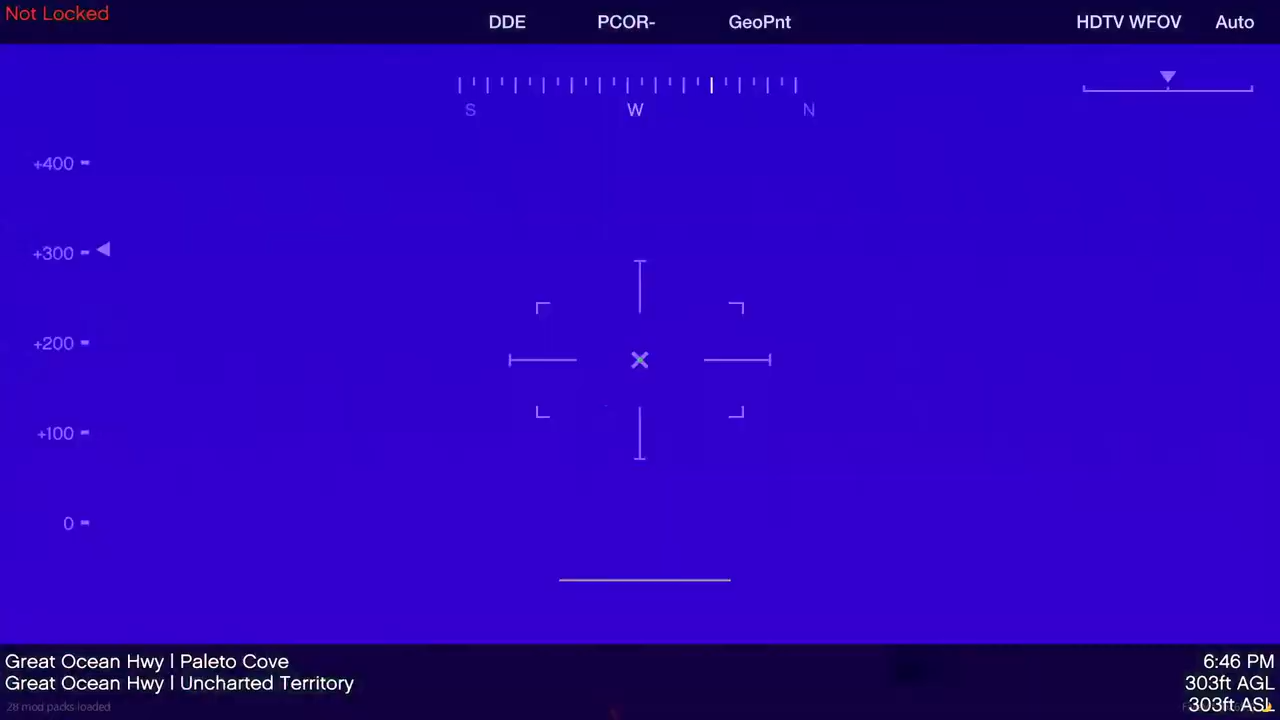 Not Locked
DDE PCOR- GeoPnt HDTV WFOV Auto
S W N
+400
+300
+200
+100
0
Great Ocean Hwy | Paleto Cove
Great Ocean Hwy | Uncharted Territory
28 mod packs loaded
6:46 PM
303ft AGL
303ft ASL